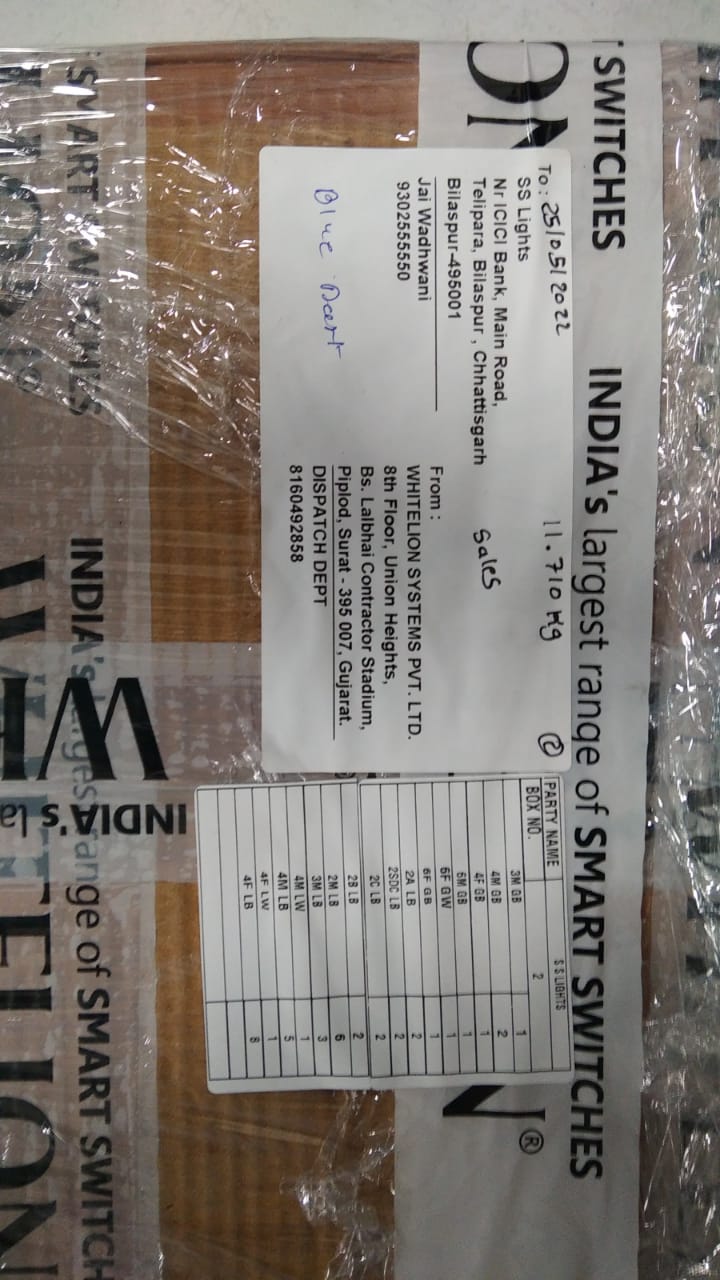 SWITCHES INDIA's largest range of SMART SWITCHES
To: 25/05/2022 11.710 Kg 2
SS Lights
Nr ICICI Bank, Main Road,
Telipara, Bilaspur , Chhattisgarh
Bilaspur-495001
Sales
Jai Wadhwani
9302555550
From :
WHITELION SYSTEMS PVT. LTD.
8th Floor, Union Heights,
Bs. Lalbhai Contractor Stadium,
Piplod, Surat - 395 007, Gujarat.
DISPATCH DEPT
8160492858
Blue Dart
PARTY NAME SS LIGHTS
BOX NO. 2
3M GB 1
4M GB 2
4F GB 1
6M GB 1
6F GW 1
6F GB 1
2A LB 2
2SDC LB 2
2C LB 2
2B LB 2
2M LB 6
3M LB 3
4M LW 1
4M LB 5
4F LW 1
4F LB 8
SMART SWITCHES INDIA's largest range of SMART SWITCH
INDIA's la